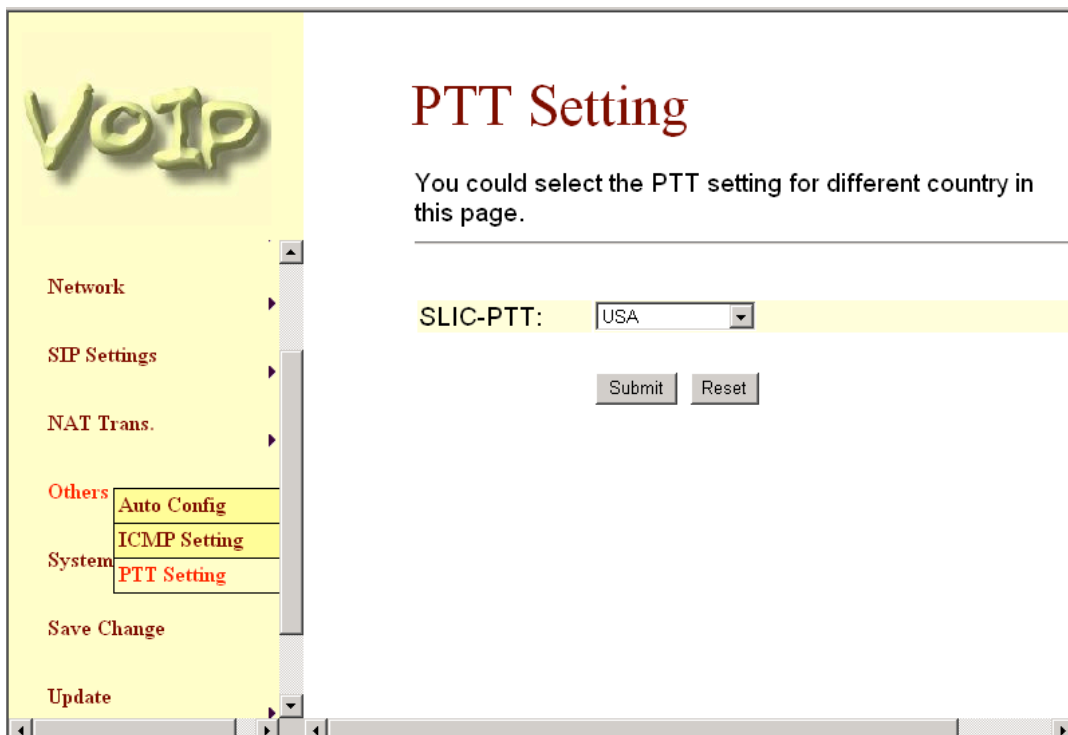 VoIP
Network
SIP Settings
NAT Trans.
Others
Auto Config
ICMP Setting
System
PTT Setting
Save Change
Update
PTT Setting
You could select the PTT setting for different country in
this page.
SLIC-PTT: USA
Submit Reset